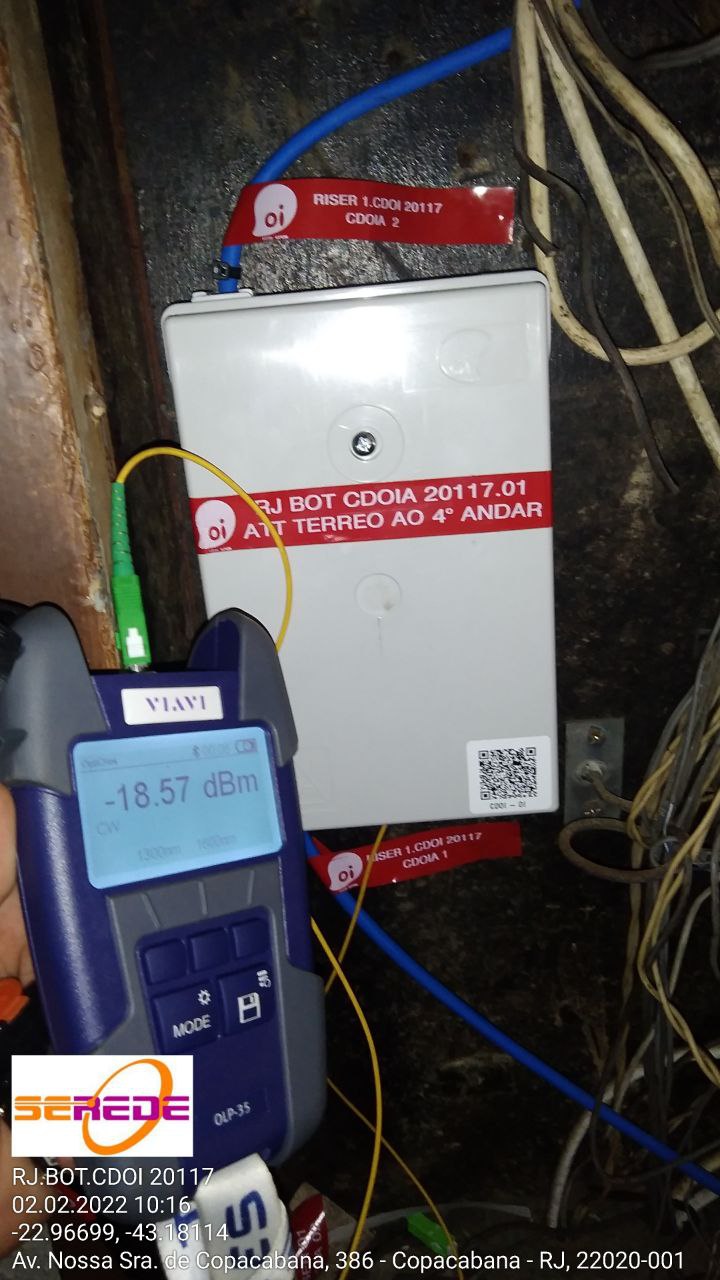 oi
RISER 1.CDOI 20117
CDOIA 2
oi
RJ BOT CDOIA 20117.01
ATT TERREO AO 4° ANDAR
VIAVI
-18.57 dBm
CW
1300nm 1600nm
CDOI - OI
oi
RISER 1.CDOI 20117
CDOIA 1
MODE
OLP-35
SEREDE
RJ.BOT.CDOI 20117
02.02.2022 10:16
-22.96699, -43.18114
Av. Nossa Sra. de Copacabana, 386 - Copacabana - RJ, 22020-001
ES